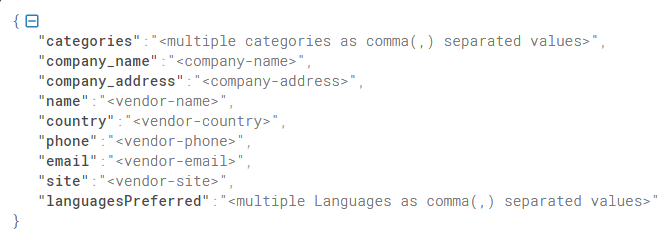 {
"categories":"<multiple categories as comma(,) separated values>",
"company_name":"<company-name>",
"company_address":"<company-address>",
"name":"<vendor-name>",
"country":"<vendor-country>",
"phone":"<vendor-phone>",
"email":"<vendor-email>",
"site":"<vendor-site>",
"languagesPreferred":"<multiple Languages as comma(,) separated values>"
}